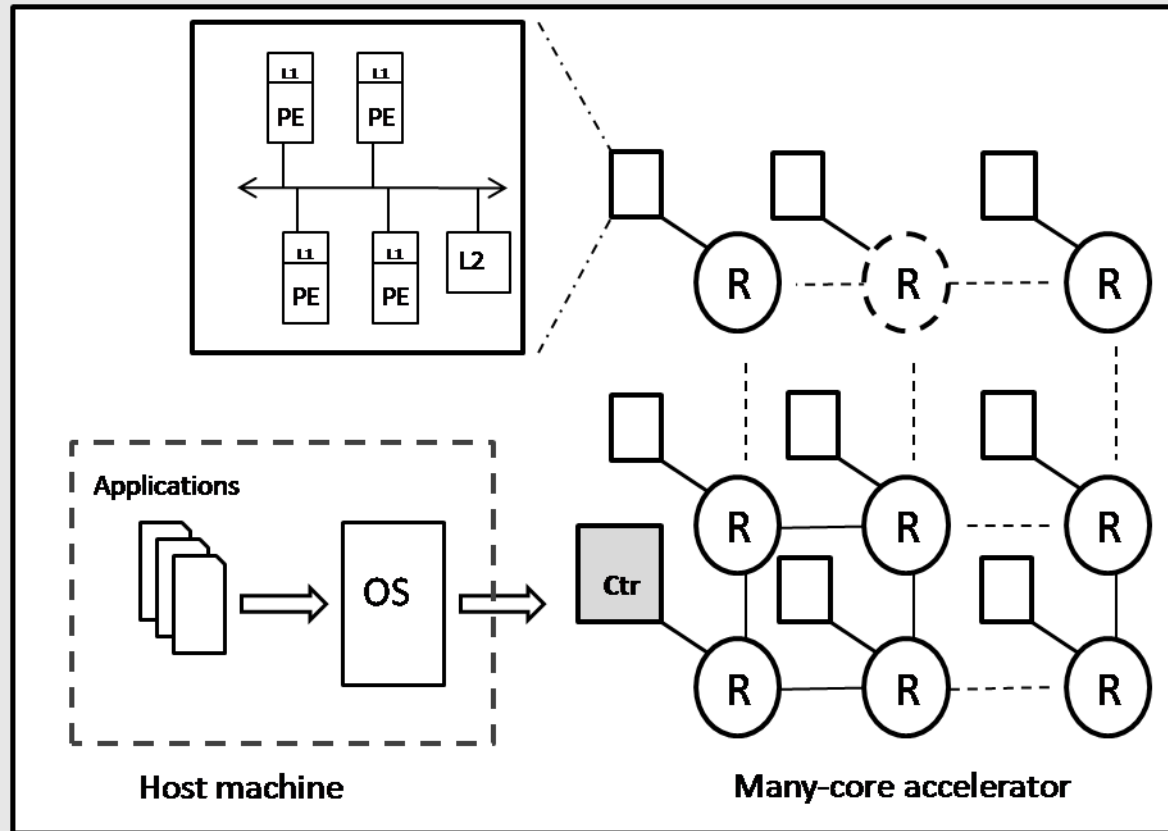 L1
L1
PE
PE
L1
L1
L2
PE
PE
R
R
R
Applications
R
R
R
OS
Ctr
R
R
R
Host machine
Many-core accelerator